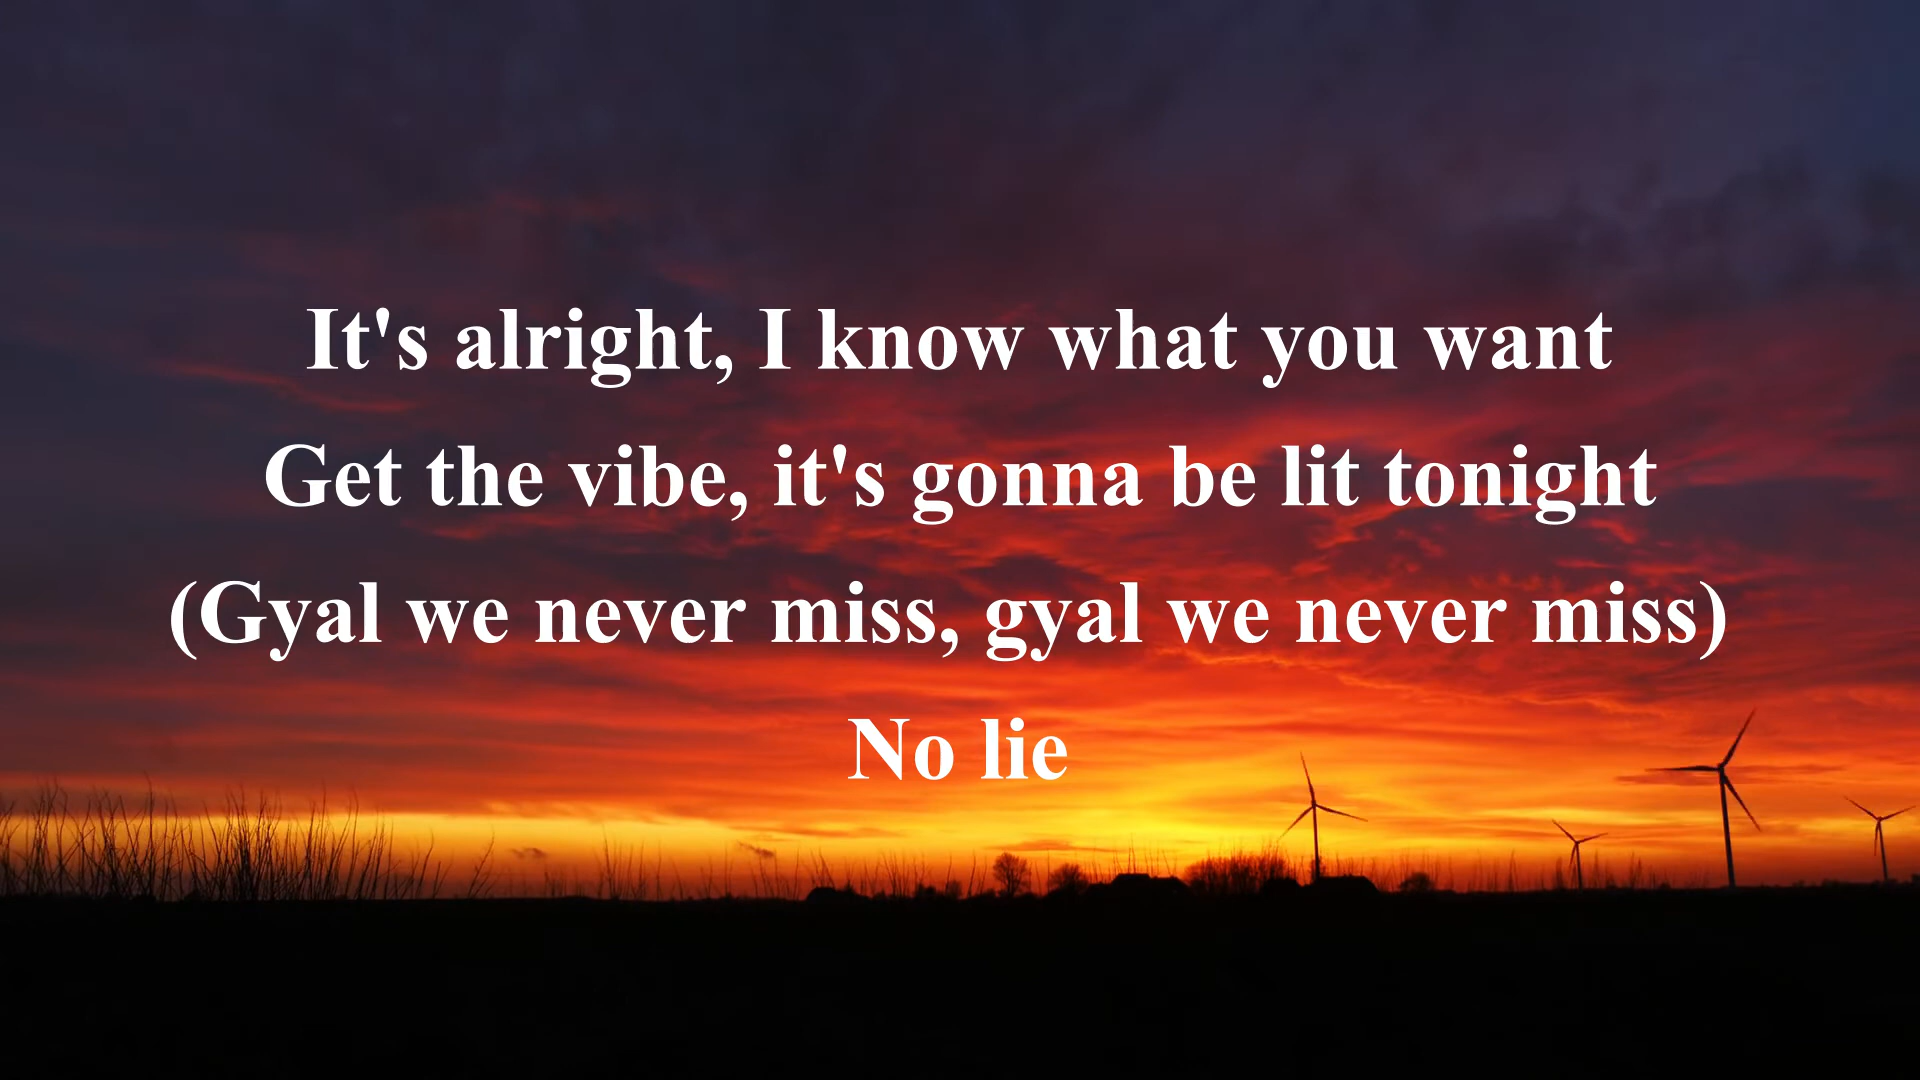 It's alright, I know what you want
Get the vibe, it's gonna be lit tonight
(Gyal we never miss, gyal we never miss)
No lie